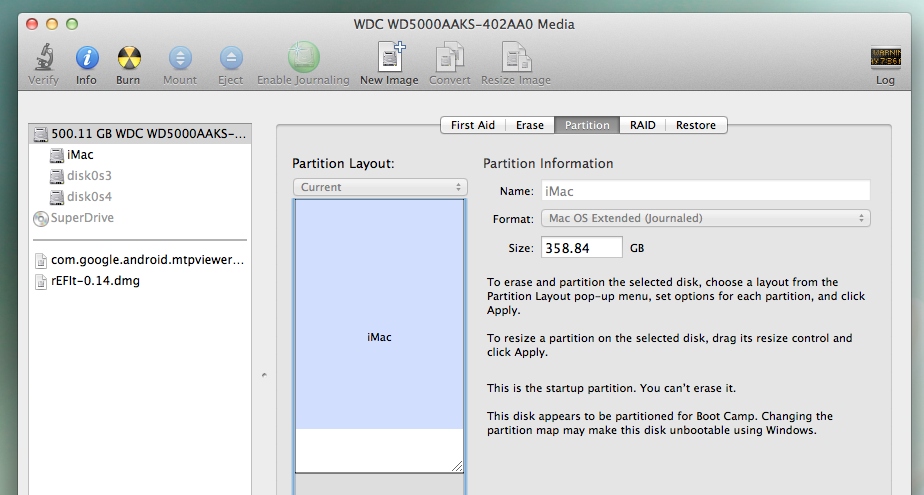 WDC WD5000AAKS-402AA0 Media
Verify
Info
Burn
Mount
Eject
Enable Journaling
New Image
Convert
Resize Image
Log
500.11 GB WDC WD5000AAKS-...
iMac
disk0s3
disk0s4
SuperDrive
com.google.android.mtpviewer...
rEFIt-0.14.dmg
First Aid
Erase
Partition
RAID
Restore
Partition Layout:
Current
iMac
Partition Information
Name: iMac
Format: Mac OS Extended (Journaled)
Size: 358.84 GB
To erase and partition the selected disk, choose a layout from the
Partition Layout pop-up menu, set options for each partition, and click
Apply.
To resize a partition on the selected disk, drag its resize control and
click Apply.
This is the startup partition. You can't erase it.
This disk appears to be partitioned for Boot Camp. Changing the
partition map may make this disk unbootable using Windows.